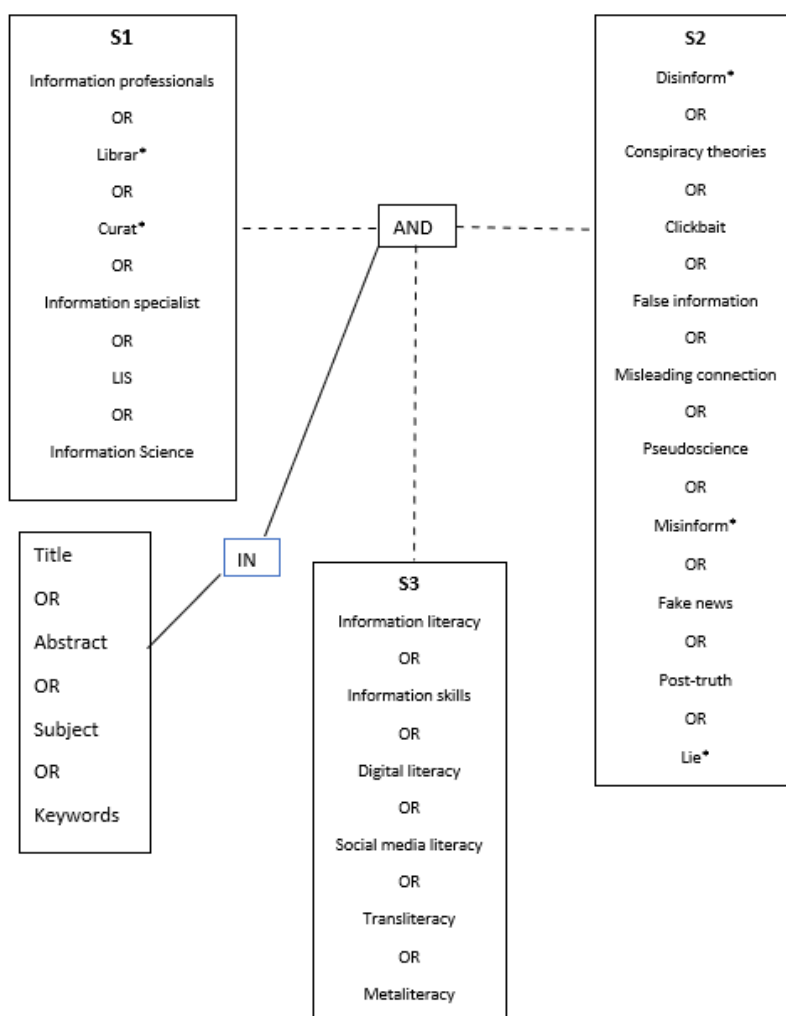 S1
Information professionals
OR
Librar*
OR
Curat*
OR
Information specialist
OR
LIS
OR
Information Science
AND
S2
Disinform*
OR
Conspiracy theories
OR
Clickbait
OR
False information
OR
Misleading connection
OR
Pseudoscience
OR
Misinform*
OR
Fake news
OR
Post-truth
OR
Lie*
IN
Title
OR
Abstract
OR
Subject
OR
Keywords
S3
Information literacy
OR
Information skills
OR
Digital literacy
OR
Social media literacy
OR
Transliteracy
OR
Metaliteracy